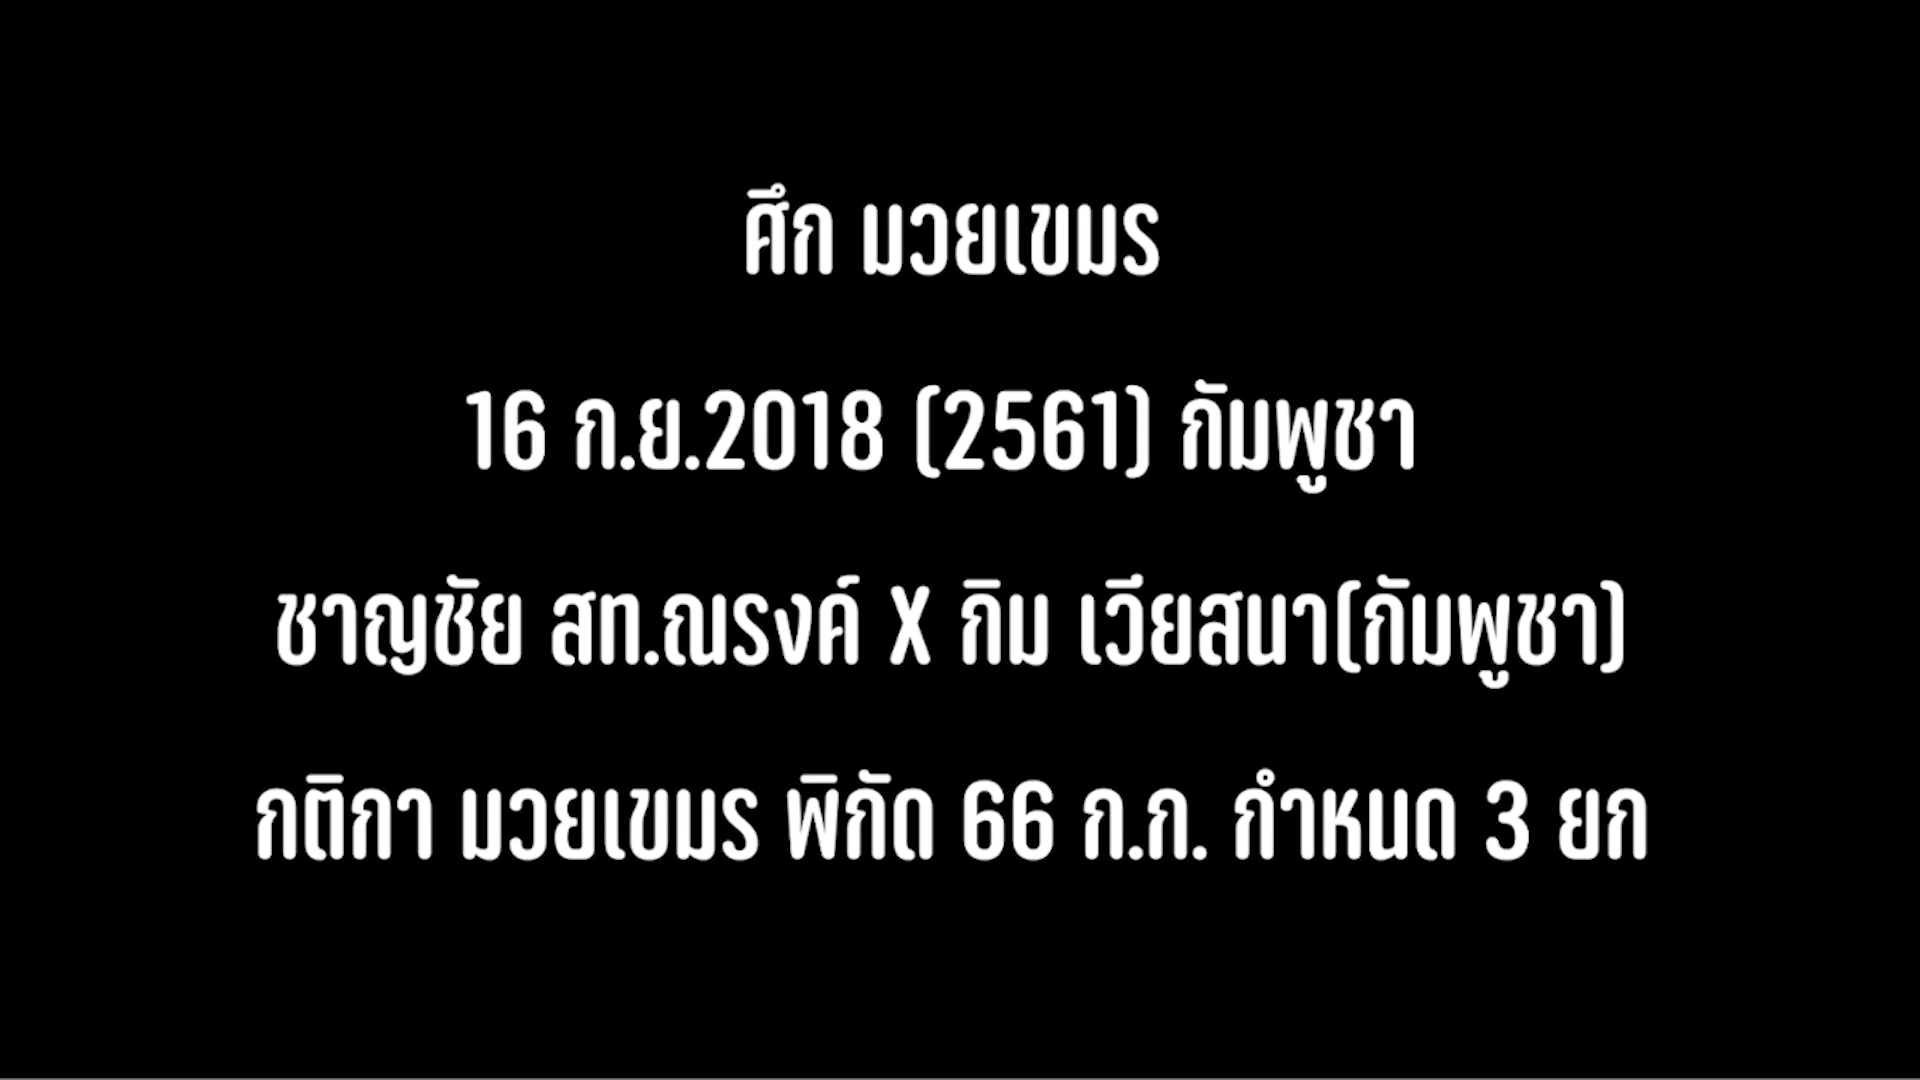 ศึก มวยเขมร
16 ก.ย.2018 (2561) กัมพูชา
ชาญชัย สท.ณรงค์ X กิม เวียสนา(กัมพูชา)
กติกา มวยเขมร พิกัด 66 ก.ก. กำหนด 3 ยก